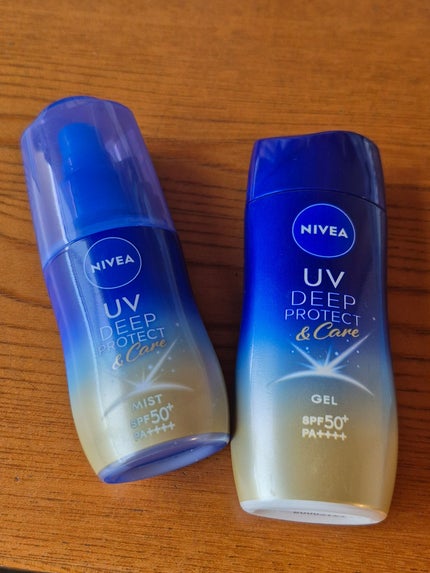 NIVEA
UV
DEEP
PROTECT
& Care
MIST
SPF50+
PA++++
NIVEA
UV
DEEP
PROTECT
& Care
GEL
SPF50+
PA++++